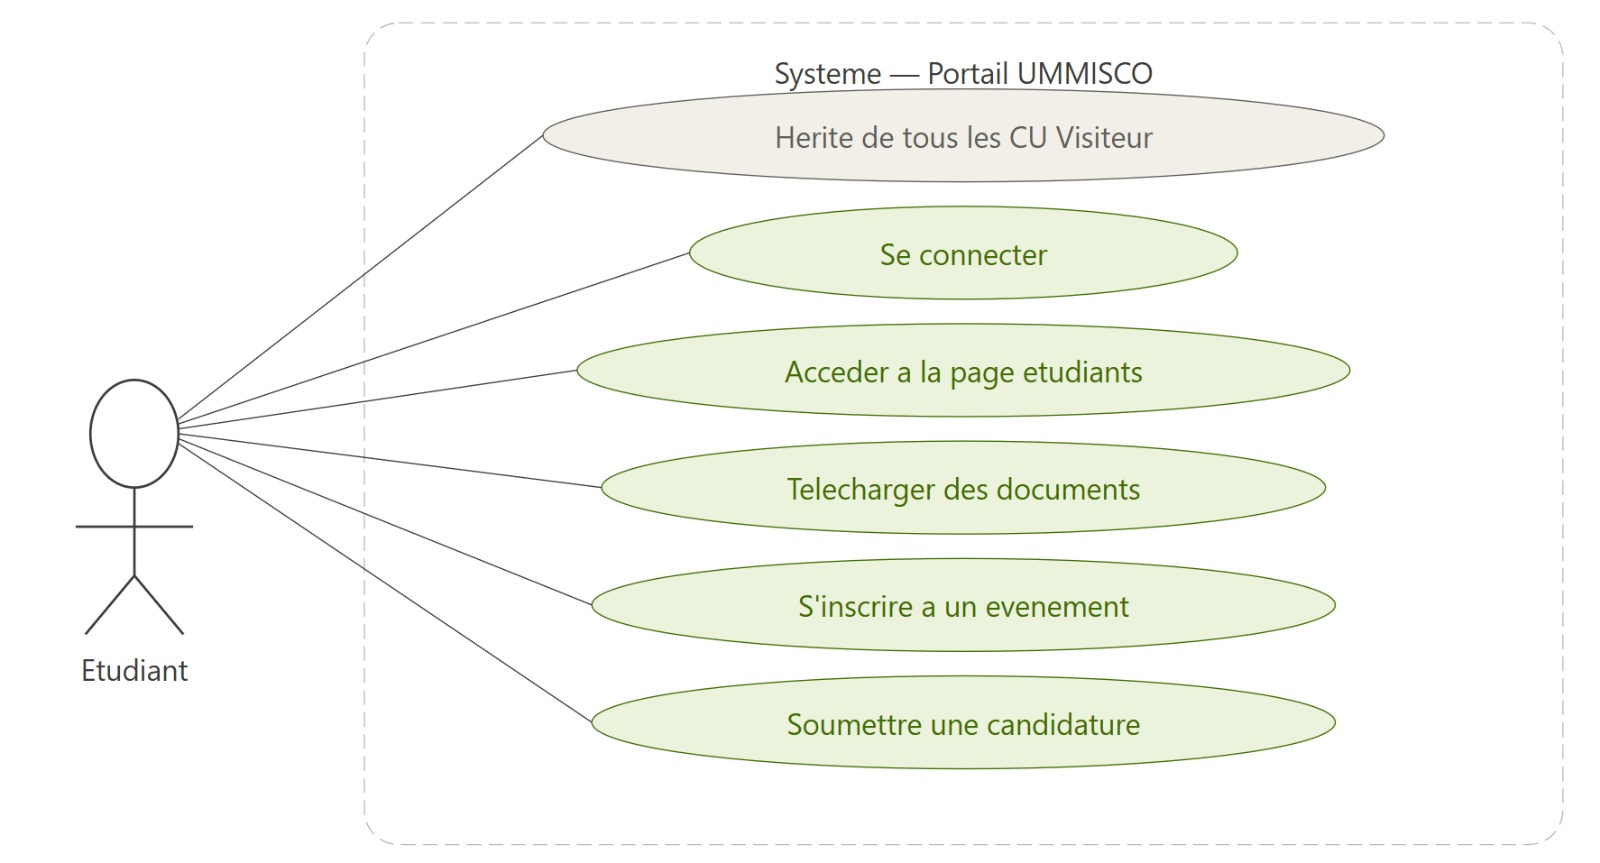 Systeme — Portail UMMISCO
Herite de tous les CU Visiteur
Se connecter
Acceder a la page etudiants
Telecharger des documents
S'inscrire a un evenement
Soumettre une candidature
Etudiant